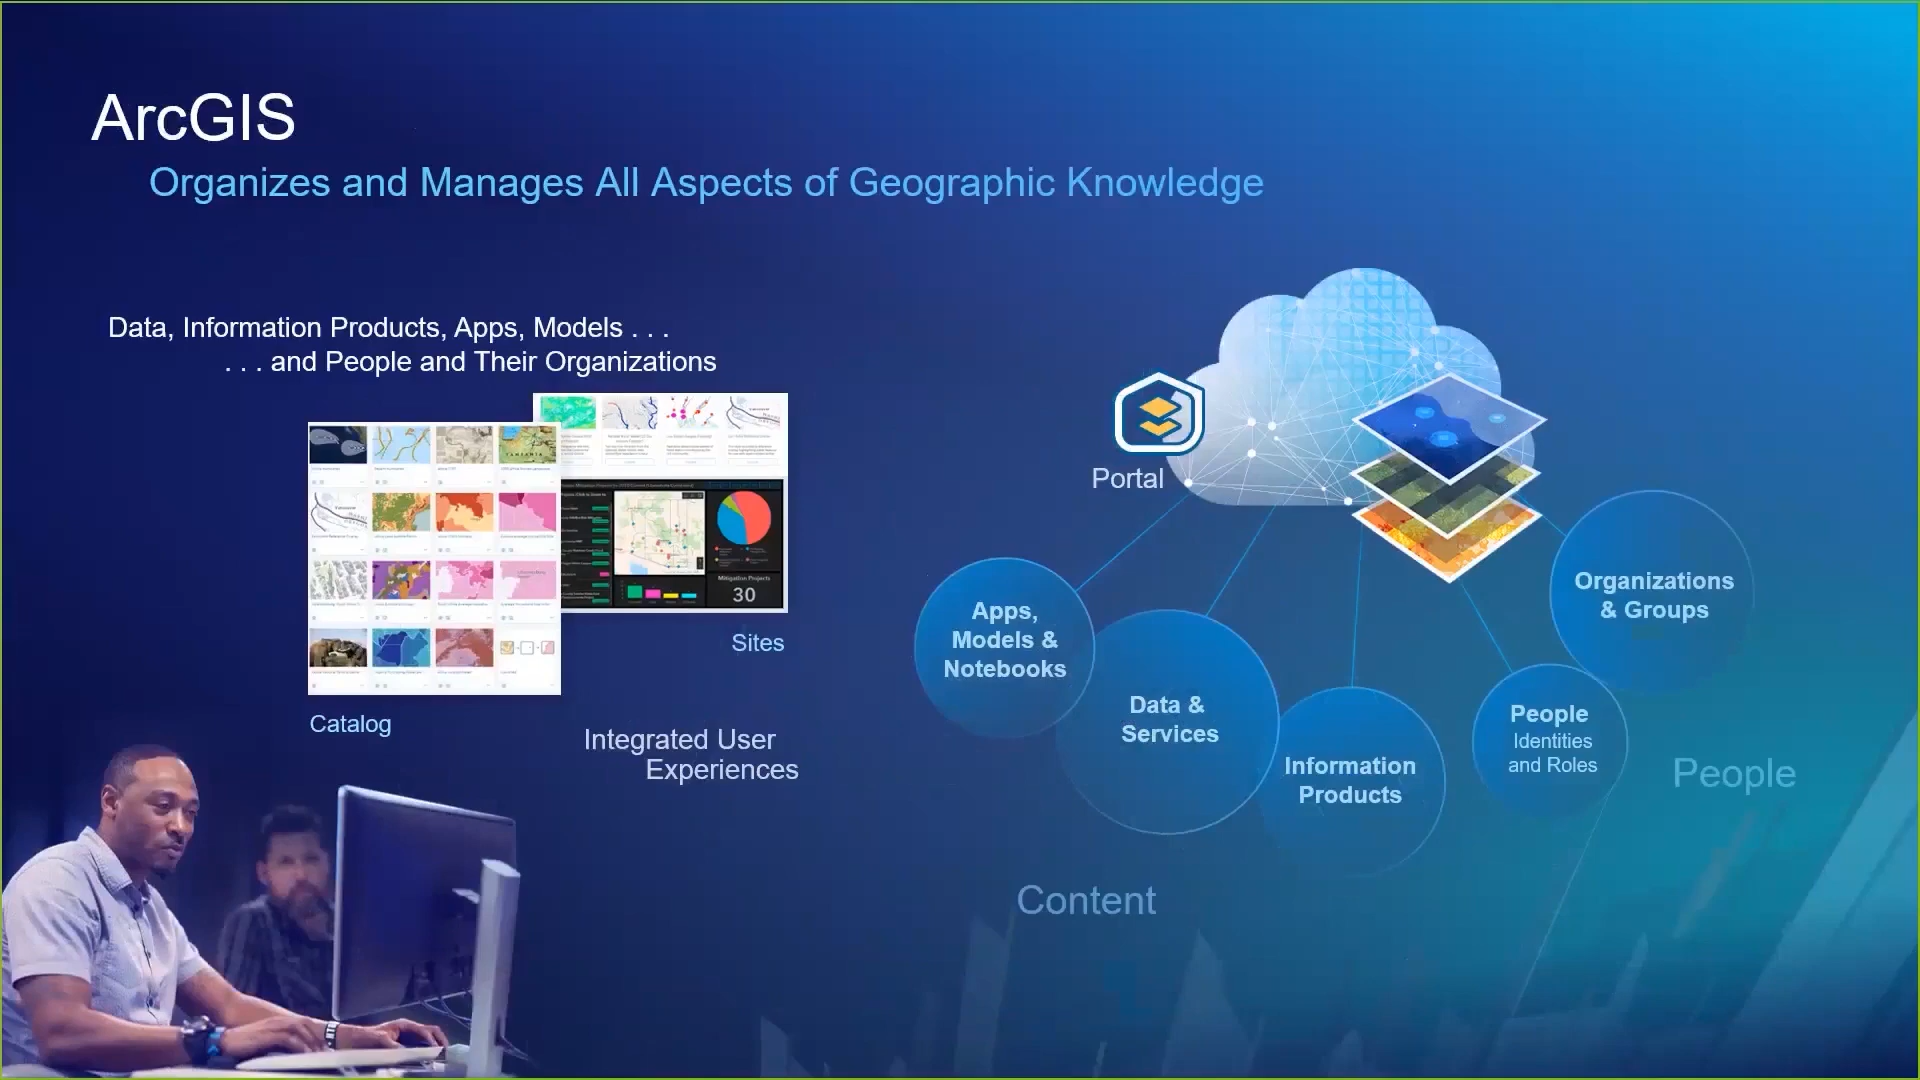 ArcGIS
Organizes and Manages All Aspects of Geographic Knowledge
Data, Information Products, Apps, Models . . .
. . . and People and Their Organizations
Portal
TANZANIA
Mitigation Projects
30
Sites
Catalog
Integrated User
Experiences
Apps,
Models &
Notebooks
Data &
Services
Information
Products
People
Identities
and Roles
Organizations
& Groups
People
Content